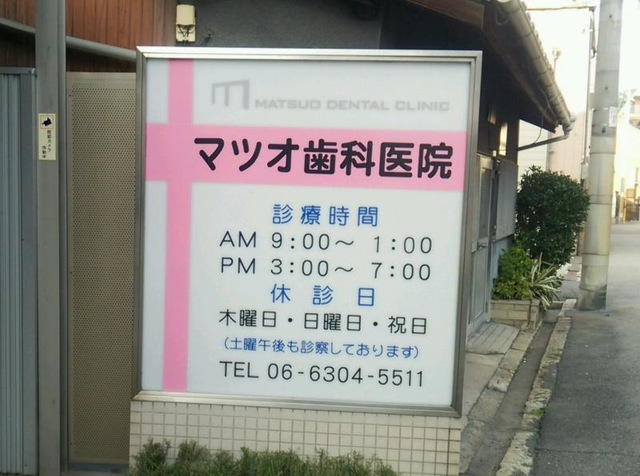 MATSUO DENTAL CLINIC
マツオ歯科医院
診療時間
AM 9:00～ 1:00
PM 3:00～ 7:00
休診日
木曜日・日曜日・祝日
（土曜午後も診察しております）
TEL 06-6304-5511